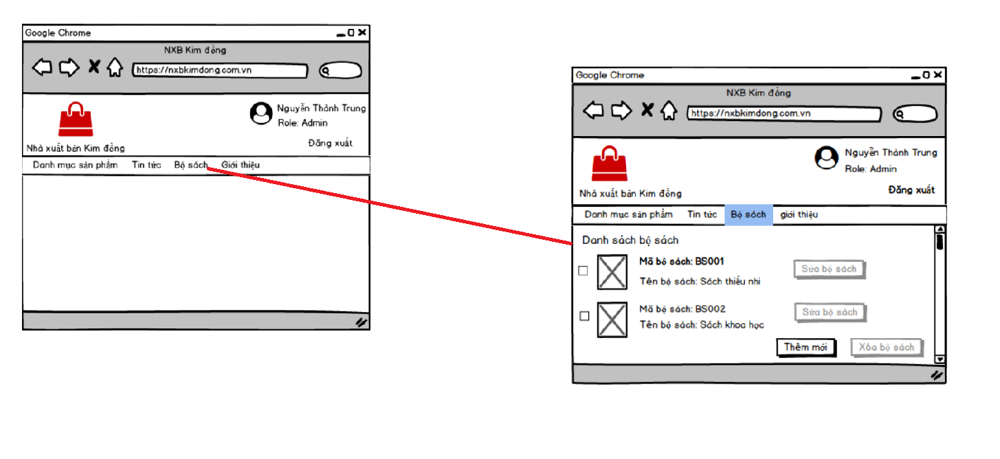 Google Chrome
NXB Kim đồng
https://nxbkimdong.com.vn
Nguyễn Thành Trung
Role: Admin
Đăng xuất
Nhà xuất bản Kim đồng
Danh mục sản phẩm Tin tức Bộ sách Giới thiệu
Google Chrome
NXB Kim đồng
https://nxbkimdong.com.vn
Nguyễn Thành Trung
Role: Admin
Đăng xuất
Nhà xuất bản Kim đồng
Danh mục sản phẩm Tin tức Bộ sách giới thiệu
Danh sách bộ sách
Mã bộ sách: BS001
Sửa bộ sách
Tên bộ sách: Sách thiếu nhi
Mã bộ sách: BS002
Sửa bộ sách
Tên bộ sách: Sách khoa học
Thêm mới Xóa bộ sách